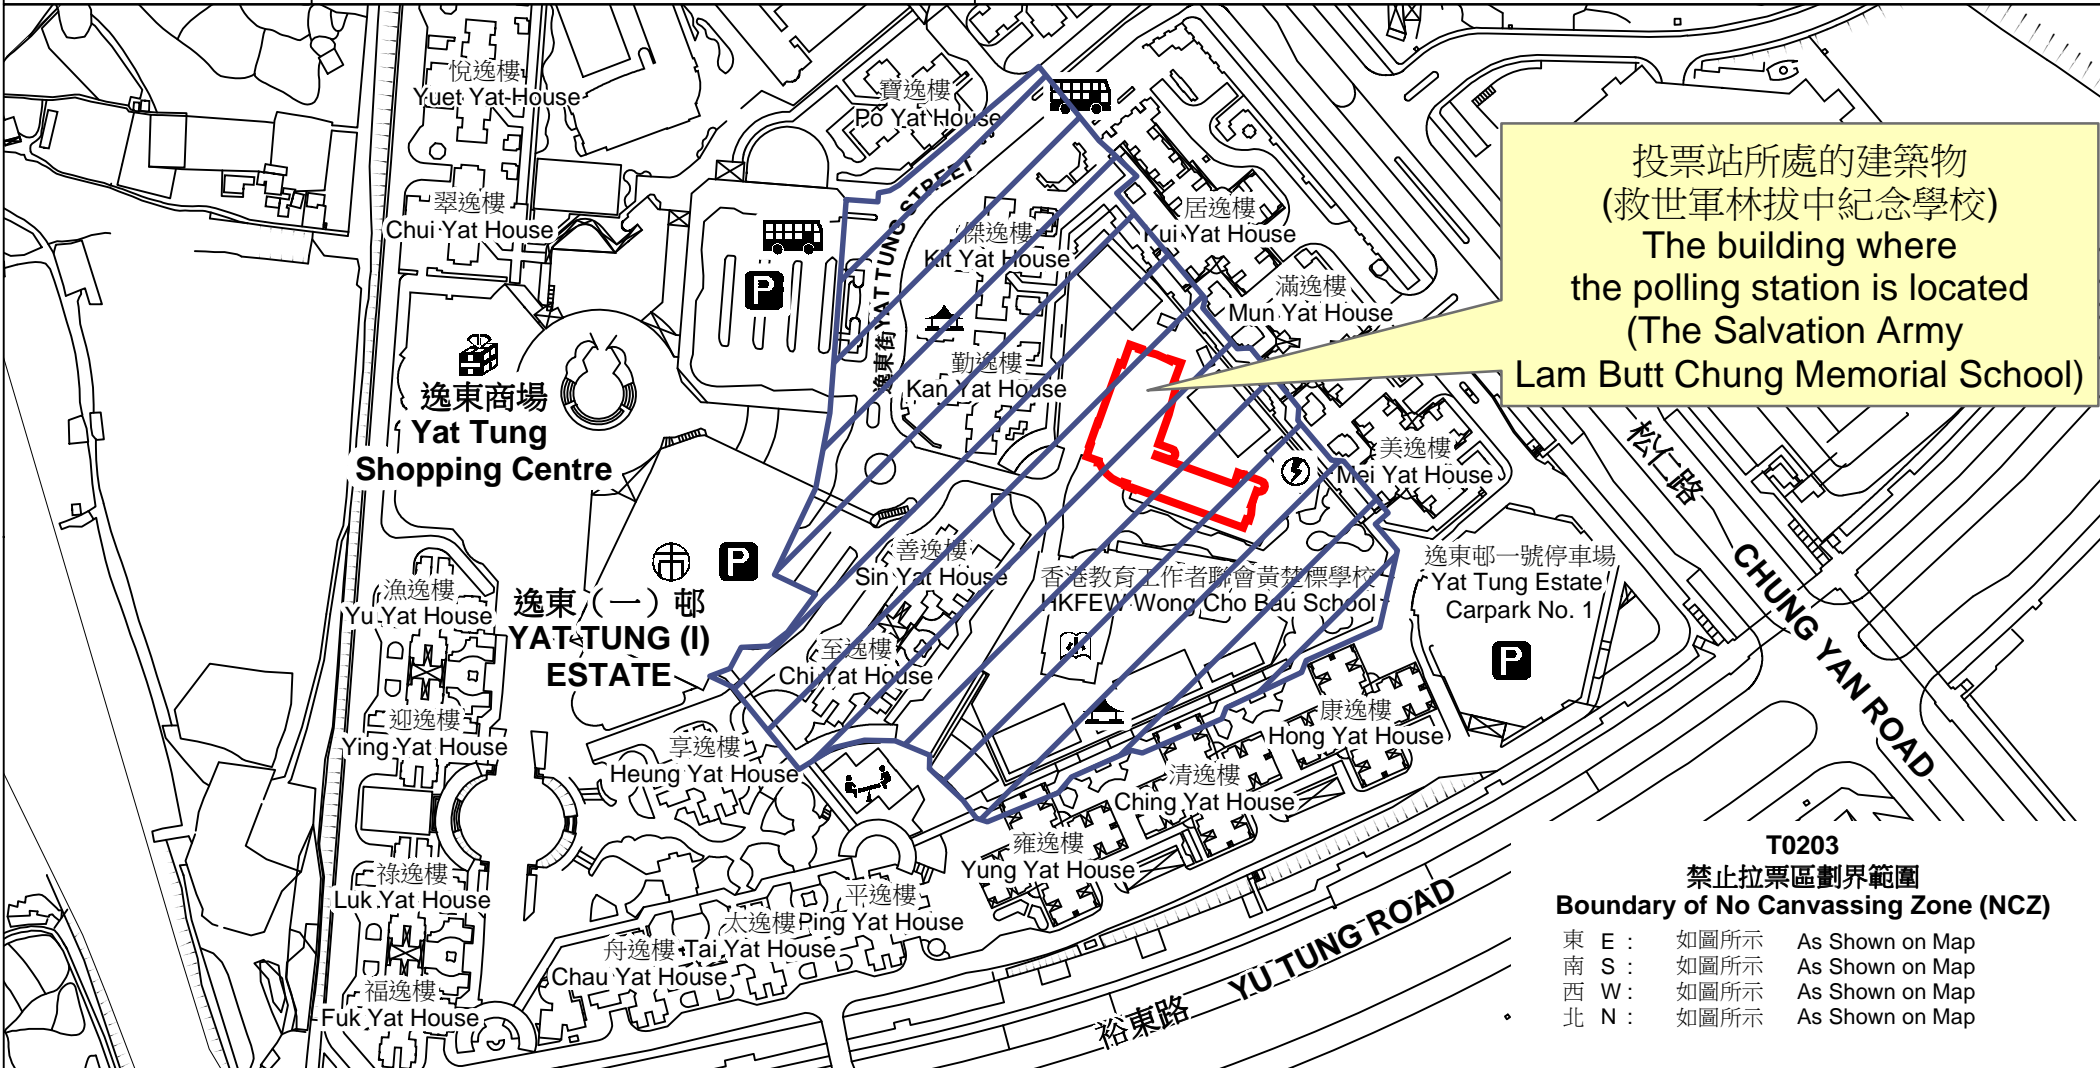 悅逸樓
Yuet Yat House
寶逸樓
Po Yat House
投票站所處的建築物
(救世軍林拔中紀念學校)
The building where
the polling station is located
(The Salvation Army
Lam Butt Chung Memorial School)
翠逸樓
Chui Yat House
逸東街 YAT TUNG STREET
傑逸樓
Kit Yat House
居逸樓
Kui Yat House
滿逸樓
Mun Yat House
P
勤逸樓
Kan Yat House
逸東商場
Yat Tung
Shopping Centre
美逸樓
Mei Yat House
松仁路 CHUNG YAN ROAD
善逸樓
Sin Yat House
香港教育工作者聯會黃楚標學校
HKFEW Wong Cho Bau School
逸東邨一號停車場
Yat Tung Estate
Carpark No. 1
P
P
漁逸樓
Yu Yat House
逸東（一）邨
YAT TUNG (I)
ESTATE
至逸樓
Chi Yat House
迎逸樓
Ying Yat House
享逸樓
Heung Yat House
康逸樓
Hong Yat House
清逸樓
Ching Yat House
雍逸樓
Yung Yat House
祿逸樓
Luk Yat House
平逸樓
Ping Yat House
太逸樓
Tai Yat House
舟逸樓
Chau Yat House
福逸樓
Fuk Yat House
裕東路 YU TUNG ROAD
T0203
禁止拉票區劃界範圍
Boundary of No Canvassing Zone (NCZ)
東 E : 如圖所示 As Shown on Map
南 S : 如圖所示 As Shown on Map
西 W : 如圖所示 As Shown on Map
北 N : 如圖所示 As Shown on Map